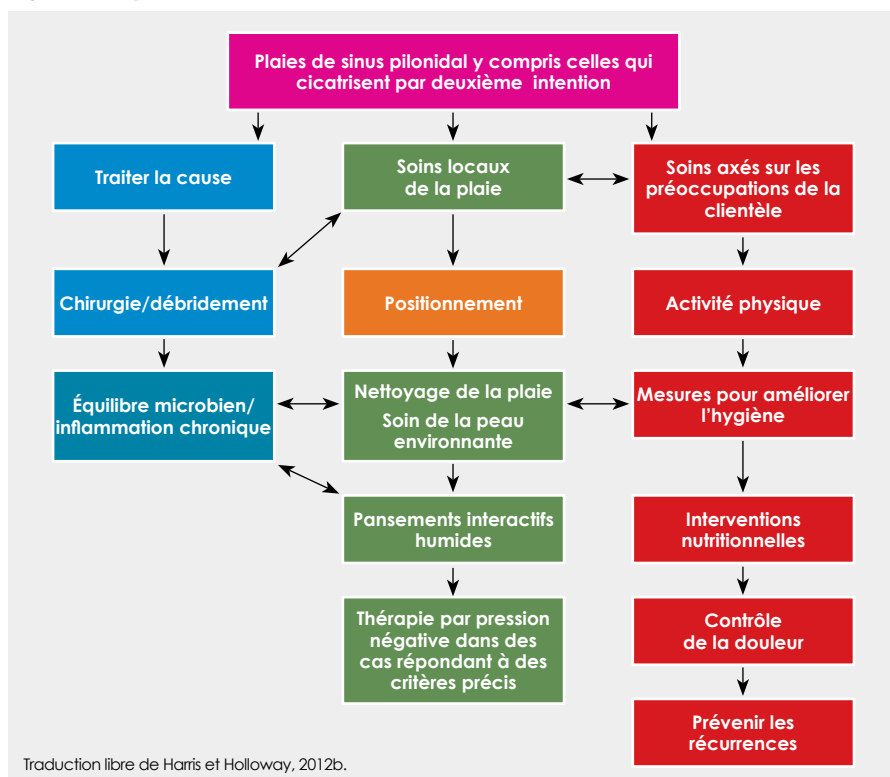 Plaies de sinus pilonidal y compris celles qui
cicatrisent par deuxième intention
Traiter la cause
Soins locaux
de la plaie
Soins axés sur les
préoccupations de la
clientèle
Chirurgie/débridement
Positionnement
Activité physique
Équilibre microbien/
inflammation chronique
Nettoyage de la plaie
Soin de la peau
environnante
Mesures pour améliorer
l'hygiène
Pansements interactifs
humides
Interventions
nutritionnelles
Thérapie par pression
négative dans des
cas répondant à des
critères précis
Contrôle
de la douleur
Prévenir les
récurrences
Traduction libre de Harris et Holloway, 2012b.